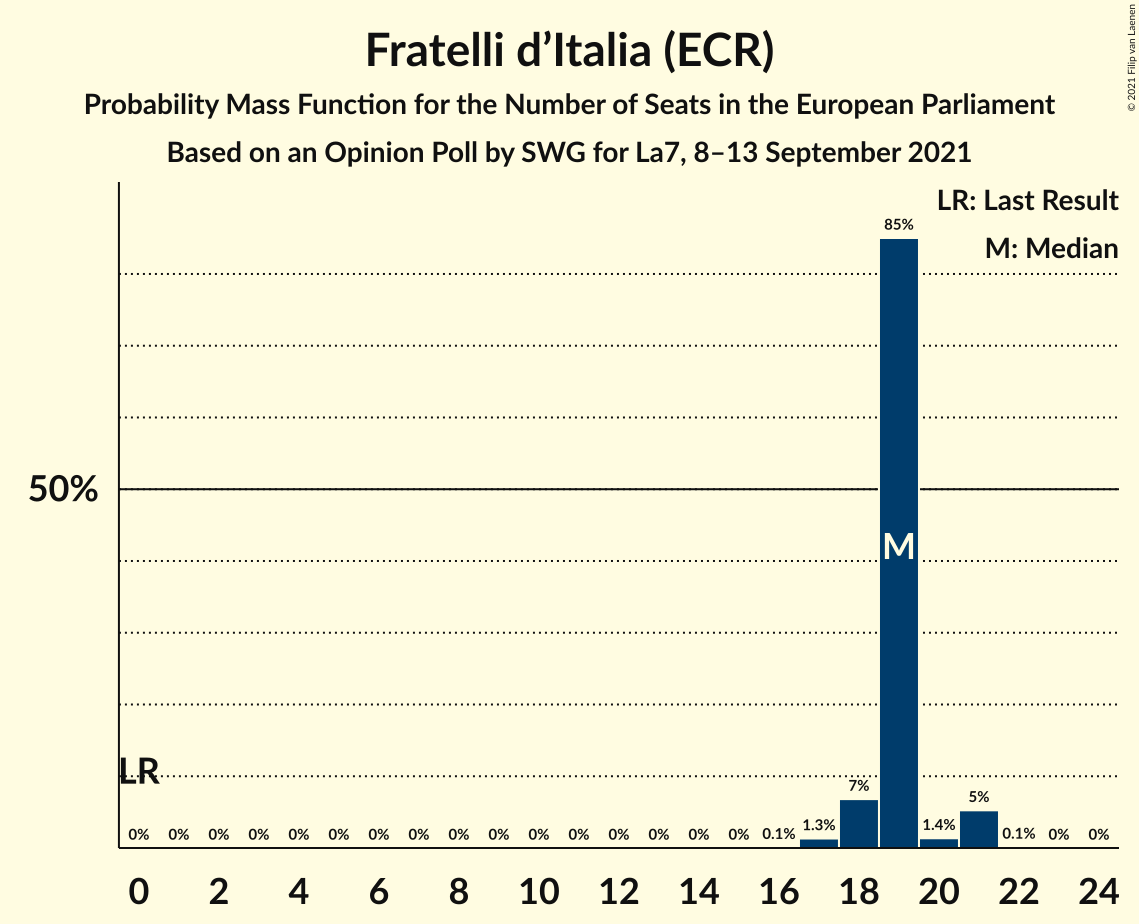 Fratelli d’Italia (ECR)
Probability Mass Function for the Number of Seats in the European Parliament
Based on an Opinion Poll by SWG for La7, 8–13 September 2021
© 2021 Filip van Laenen
LR: Last Result
M: Median
85%
50%
M
LR
7%
5%
0% 0% 0% 0% 0% 0% 0% 0% 0% 0% 0% 0% 0% 0% 0% 0% 0.1% 1.3% 1.4% 0.1% 0% 0%
0 2 4 6 8 10 12 14 16 18 20 22 24